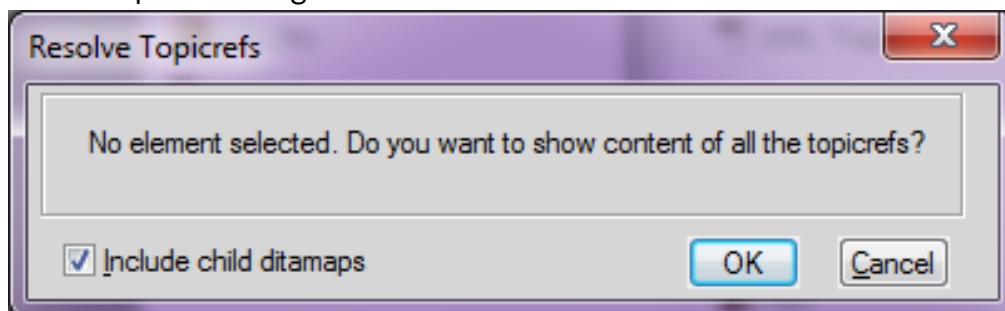 Resolve Topicrefs
No element selected. Do you want to show content of all the topicrefs?
Include child ditamaps
OK
Cancel